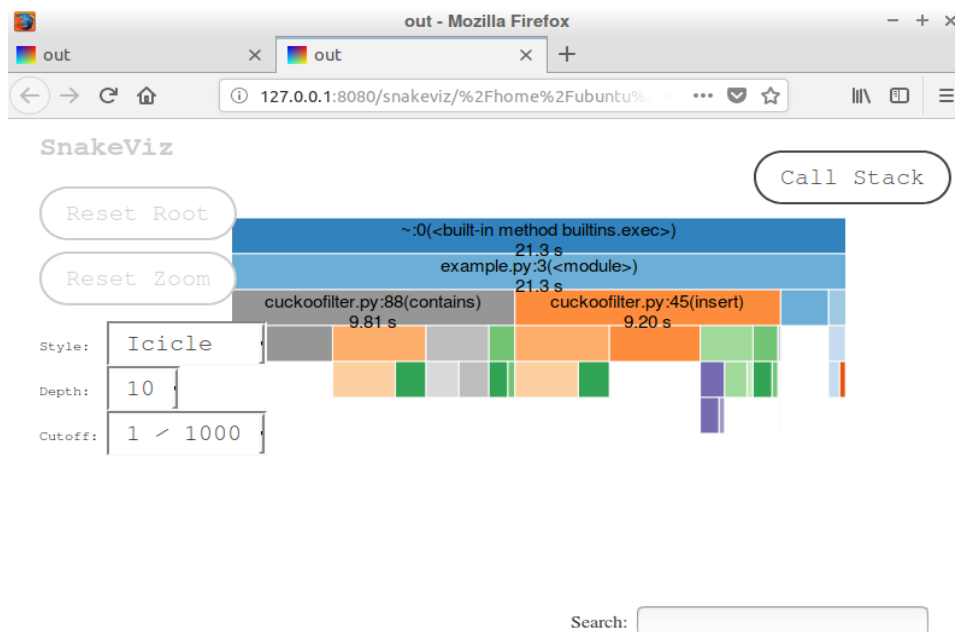 out - Mozilla Firefox
out
out
127.0.0.1:8080/snakeviz/%2Fhome%2Fubuntu%
SnakeViz
Call Stack
Reset Root
Reset Zoom
~:0(<built-in method builtins.exec>)
21.3 s
example.py:3(<module>)
21.3 s
cuckoofilter.py:88(contains)
9.81 s
cuckoofilter.py:45(insert)
9.20 s
Style: Icicle
Depth: 10
Cutoff: 1 / 1000
Search: